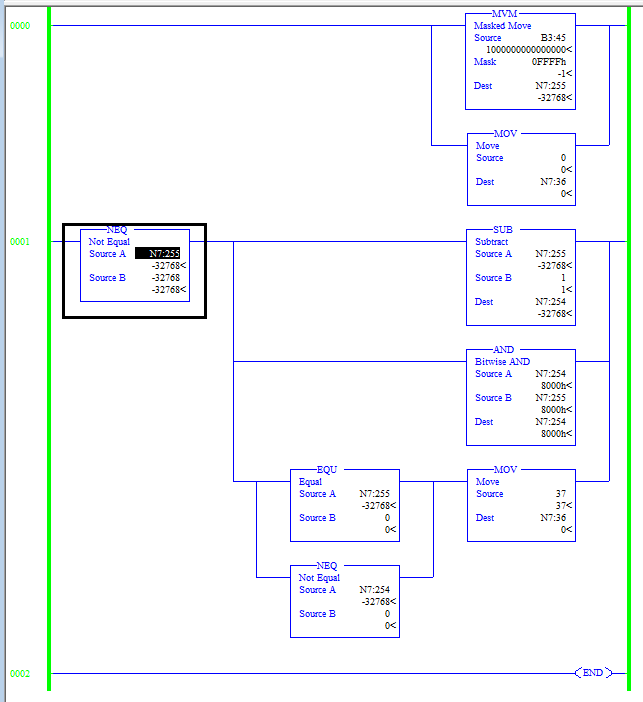 0000
MVM
Masked Move
Source B3:45
1000000000000000<
Mask 0FFFFh
-1<
Dest N7:255
-32768<
MOV
Move
Source 0
0<
Dest N7:36
0<
0001
NEQ
Not Equal
Source A N7:255
-32768<
Source B -32768
-32768<
SUB
Subtract
Source A N7:255
-32768<
Source B 1
1<
Dest N7:254
-32768<
AND
Bitwise AND
Source A N7:254
8000h<
Source B N7:255
8000h<
Dest N7:254
8000h<
EQU
Equal
Source A N7:255
-32768<
Source B 0
0<
MOV
Move
Source 37
37<
Dest N7:36
0<
NEQ
Not Equal
Source A N7:254
-32768<
Source B 0
0<
0002
END